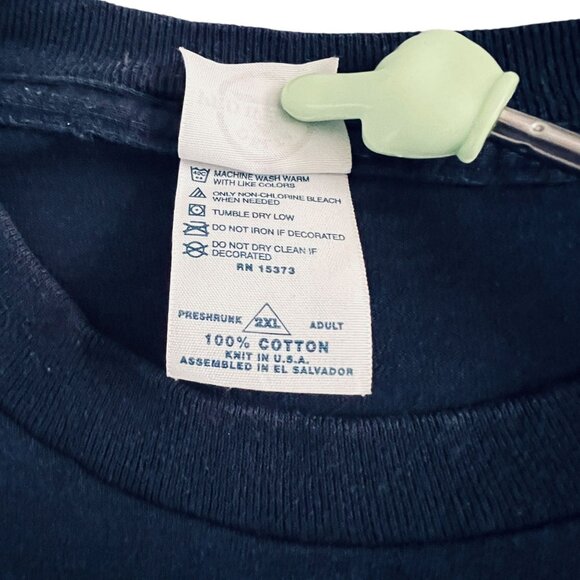 MACHINE WASH WARM
WITH LIKE COLORS
ONLY NON-CHLORINE BLEACH
WHEN NEEDED
TUMBLE DRY LOW
DO NOT IRON IF DECORATED
DO NOT DRY CLEAN IF
DECORATED
RN 15373
PRESHRUNK 2XL ADULT
100% COTTON
KNIT IN U.S.A.
ASSEMBLED IN EL SALVADOR